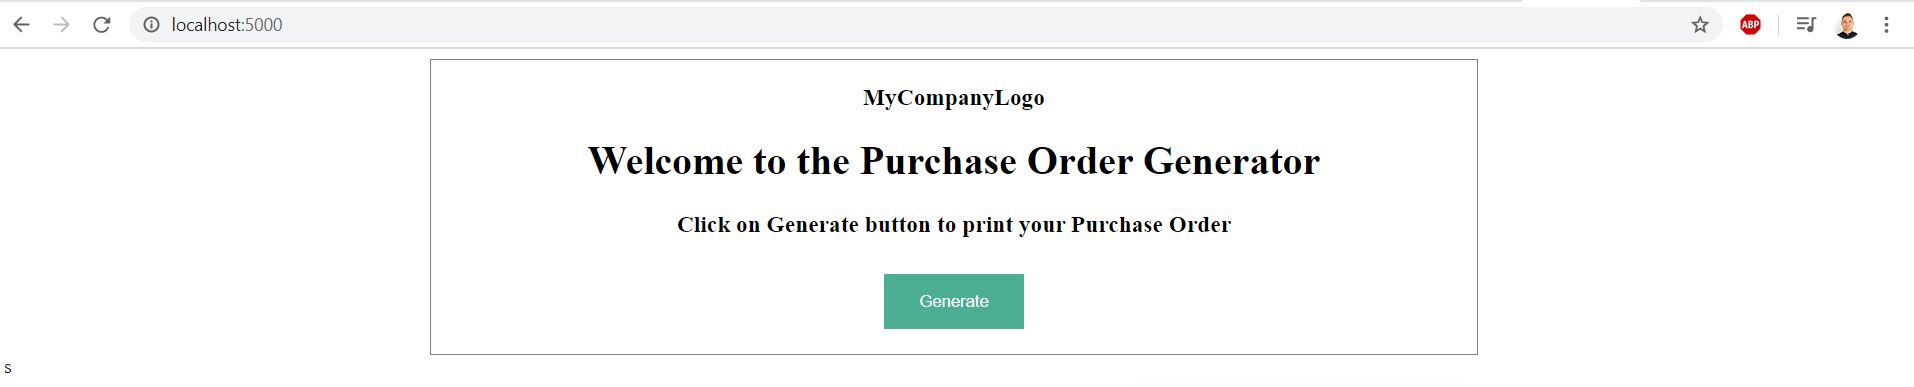 localhost:5000
ABP
MyCompanyLogo
Welcome to the Purchase Order Generator
Click on Generate button to print your Purchase Order
Generate
s